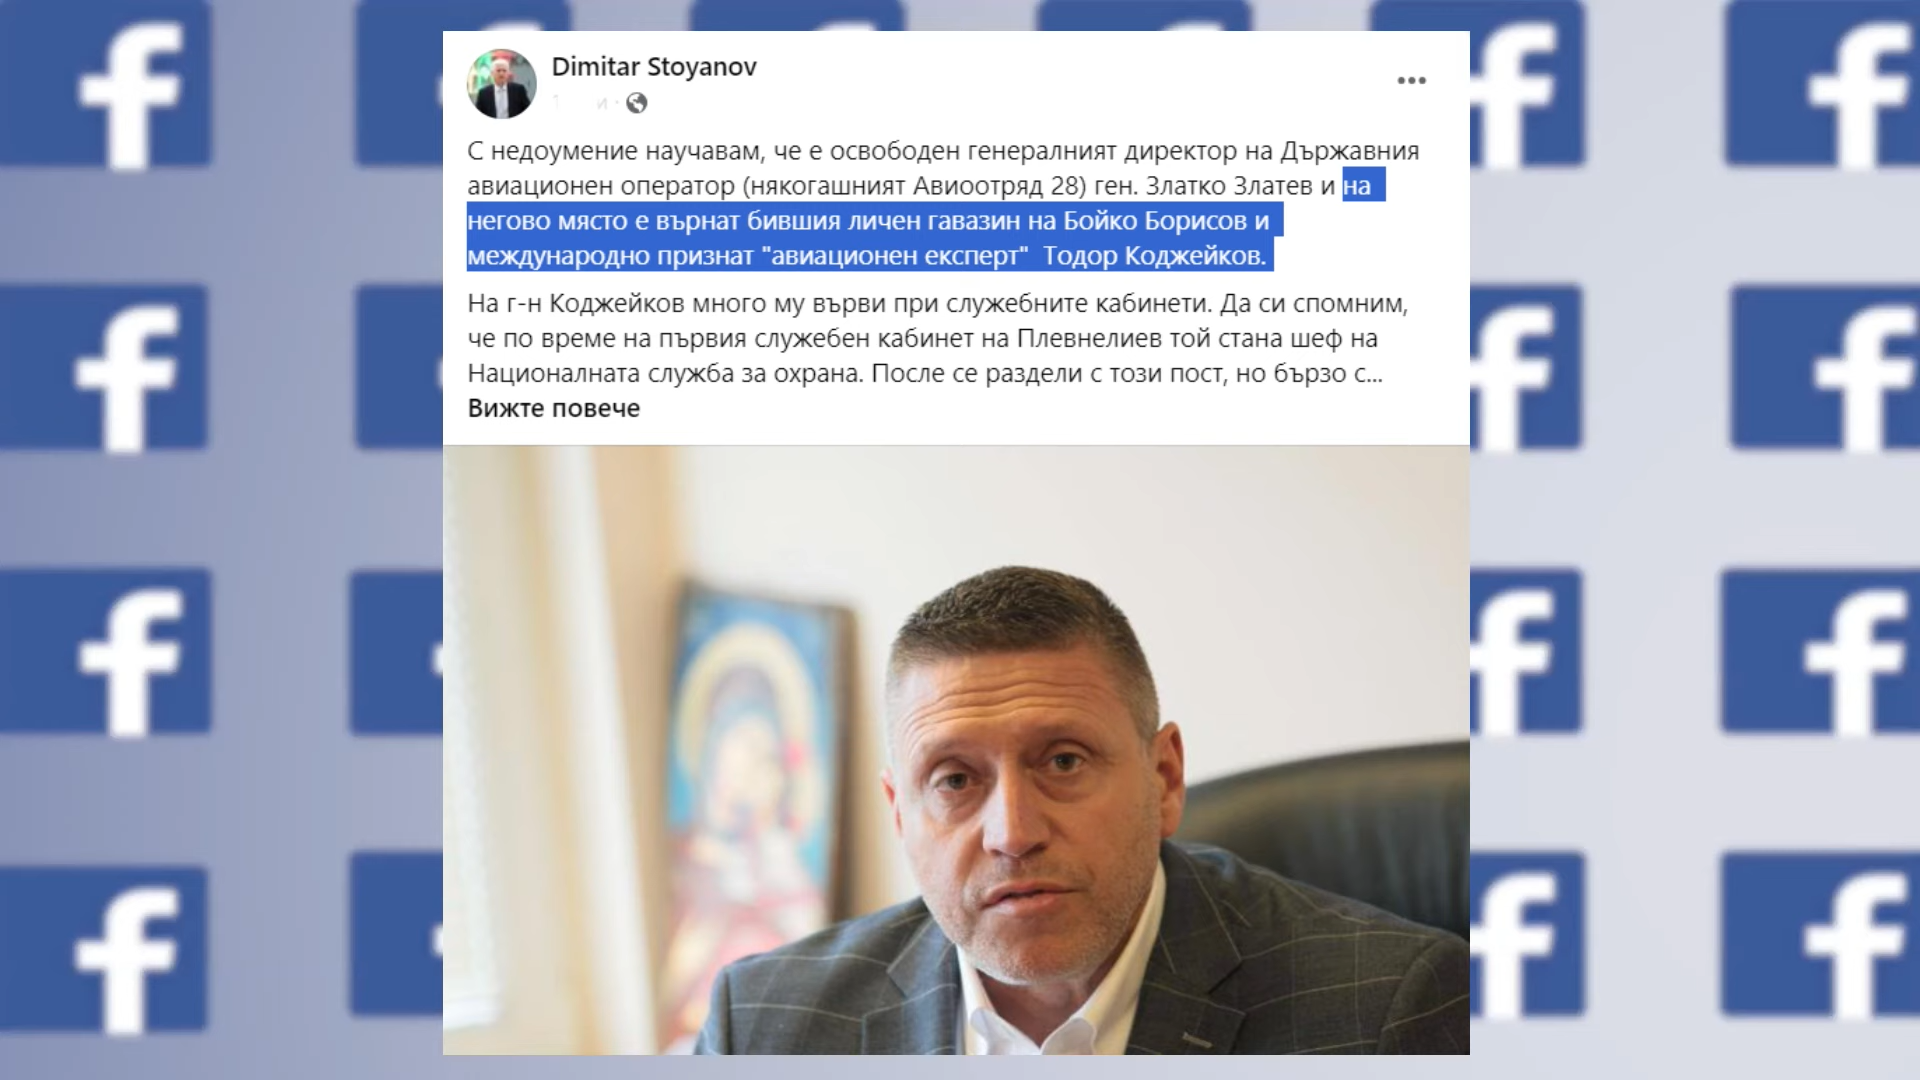 Dimitar Stoyanov
С недоумение научавам, че е освободен генералният директор на Държавния
авиационен оператор (някогашният Авиоотряд 28) ген. Златко Златев и на
негово място е върнат бившия личен гавазин на Бойко Борисов и
международно признат "авиационен експерт"  Тодор Коджейков.
На г-н Коджейков много му върви при служебните кабинети. Да си спомним,
че по време на първия служебен кабинет на Плевнелиев той стана шеф на
Националната служба за охрана. После се раздели с този пост, но бързо с...
Вижте повече